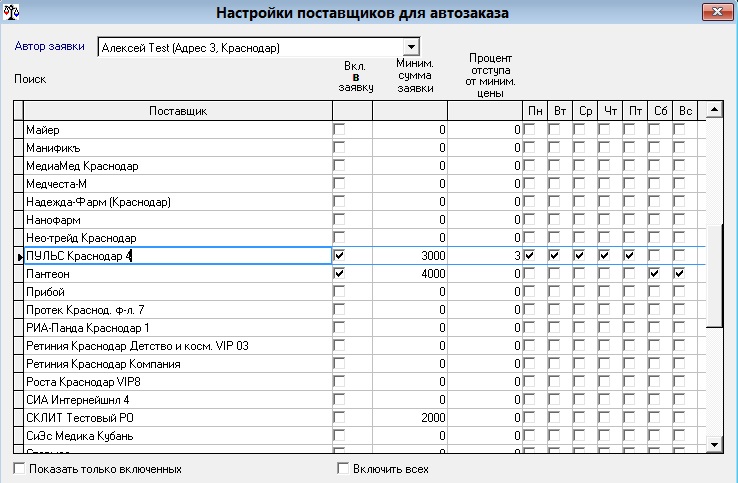 Настройки поставщиков для автозаказа
Автор заявки Алексей Test (Адрес 3, Краснодар)
Поиск
Вкл. в заявку
Миним. сумма заявки
Процент отступа от миним. цены
Поставщик Пн Вт Ср Чт Пт Сб Вс
Майер 0 0
Манификъ 0 0
МедиаМед Краснодар 0 0
Медчеста-М 0 0
Надежда-Фарм (Краснодар) 0 0
Нанофарм 0 0
Нео-трейд Краснодар 0 0
ПУЛЬС Краснодар 4 3000 3
Пантеон 4000 0
Прибой 0 0
Протек Краснод. ф-л. 7 0 0
РИА-Панда Краснодар 1 0 0
Ретиния Краснодар Детство и косм. VIP 03 0 0
Ретиния Краснодар Компания 0 0
Роста Краснодар VIP8 0 0
СИА Интернейшнл 4 0 0
СКЛИТ Тестовый РО 2000 0
СиЭс Медика Кубань 0 0
Показать только включенных
Включить всех